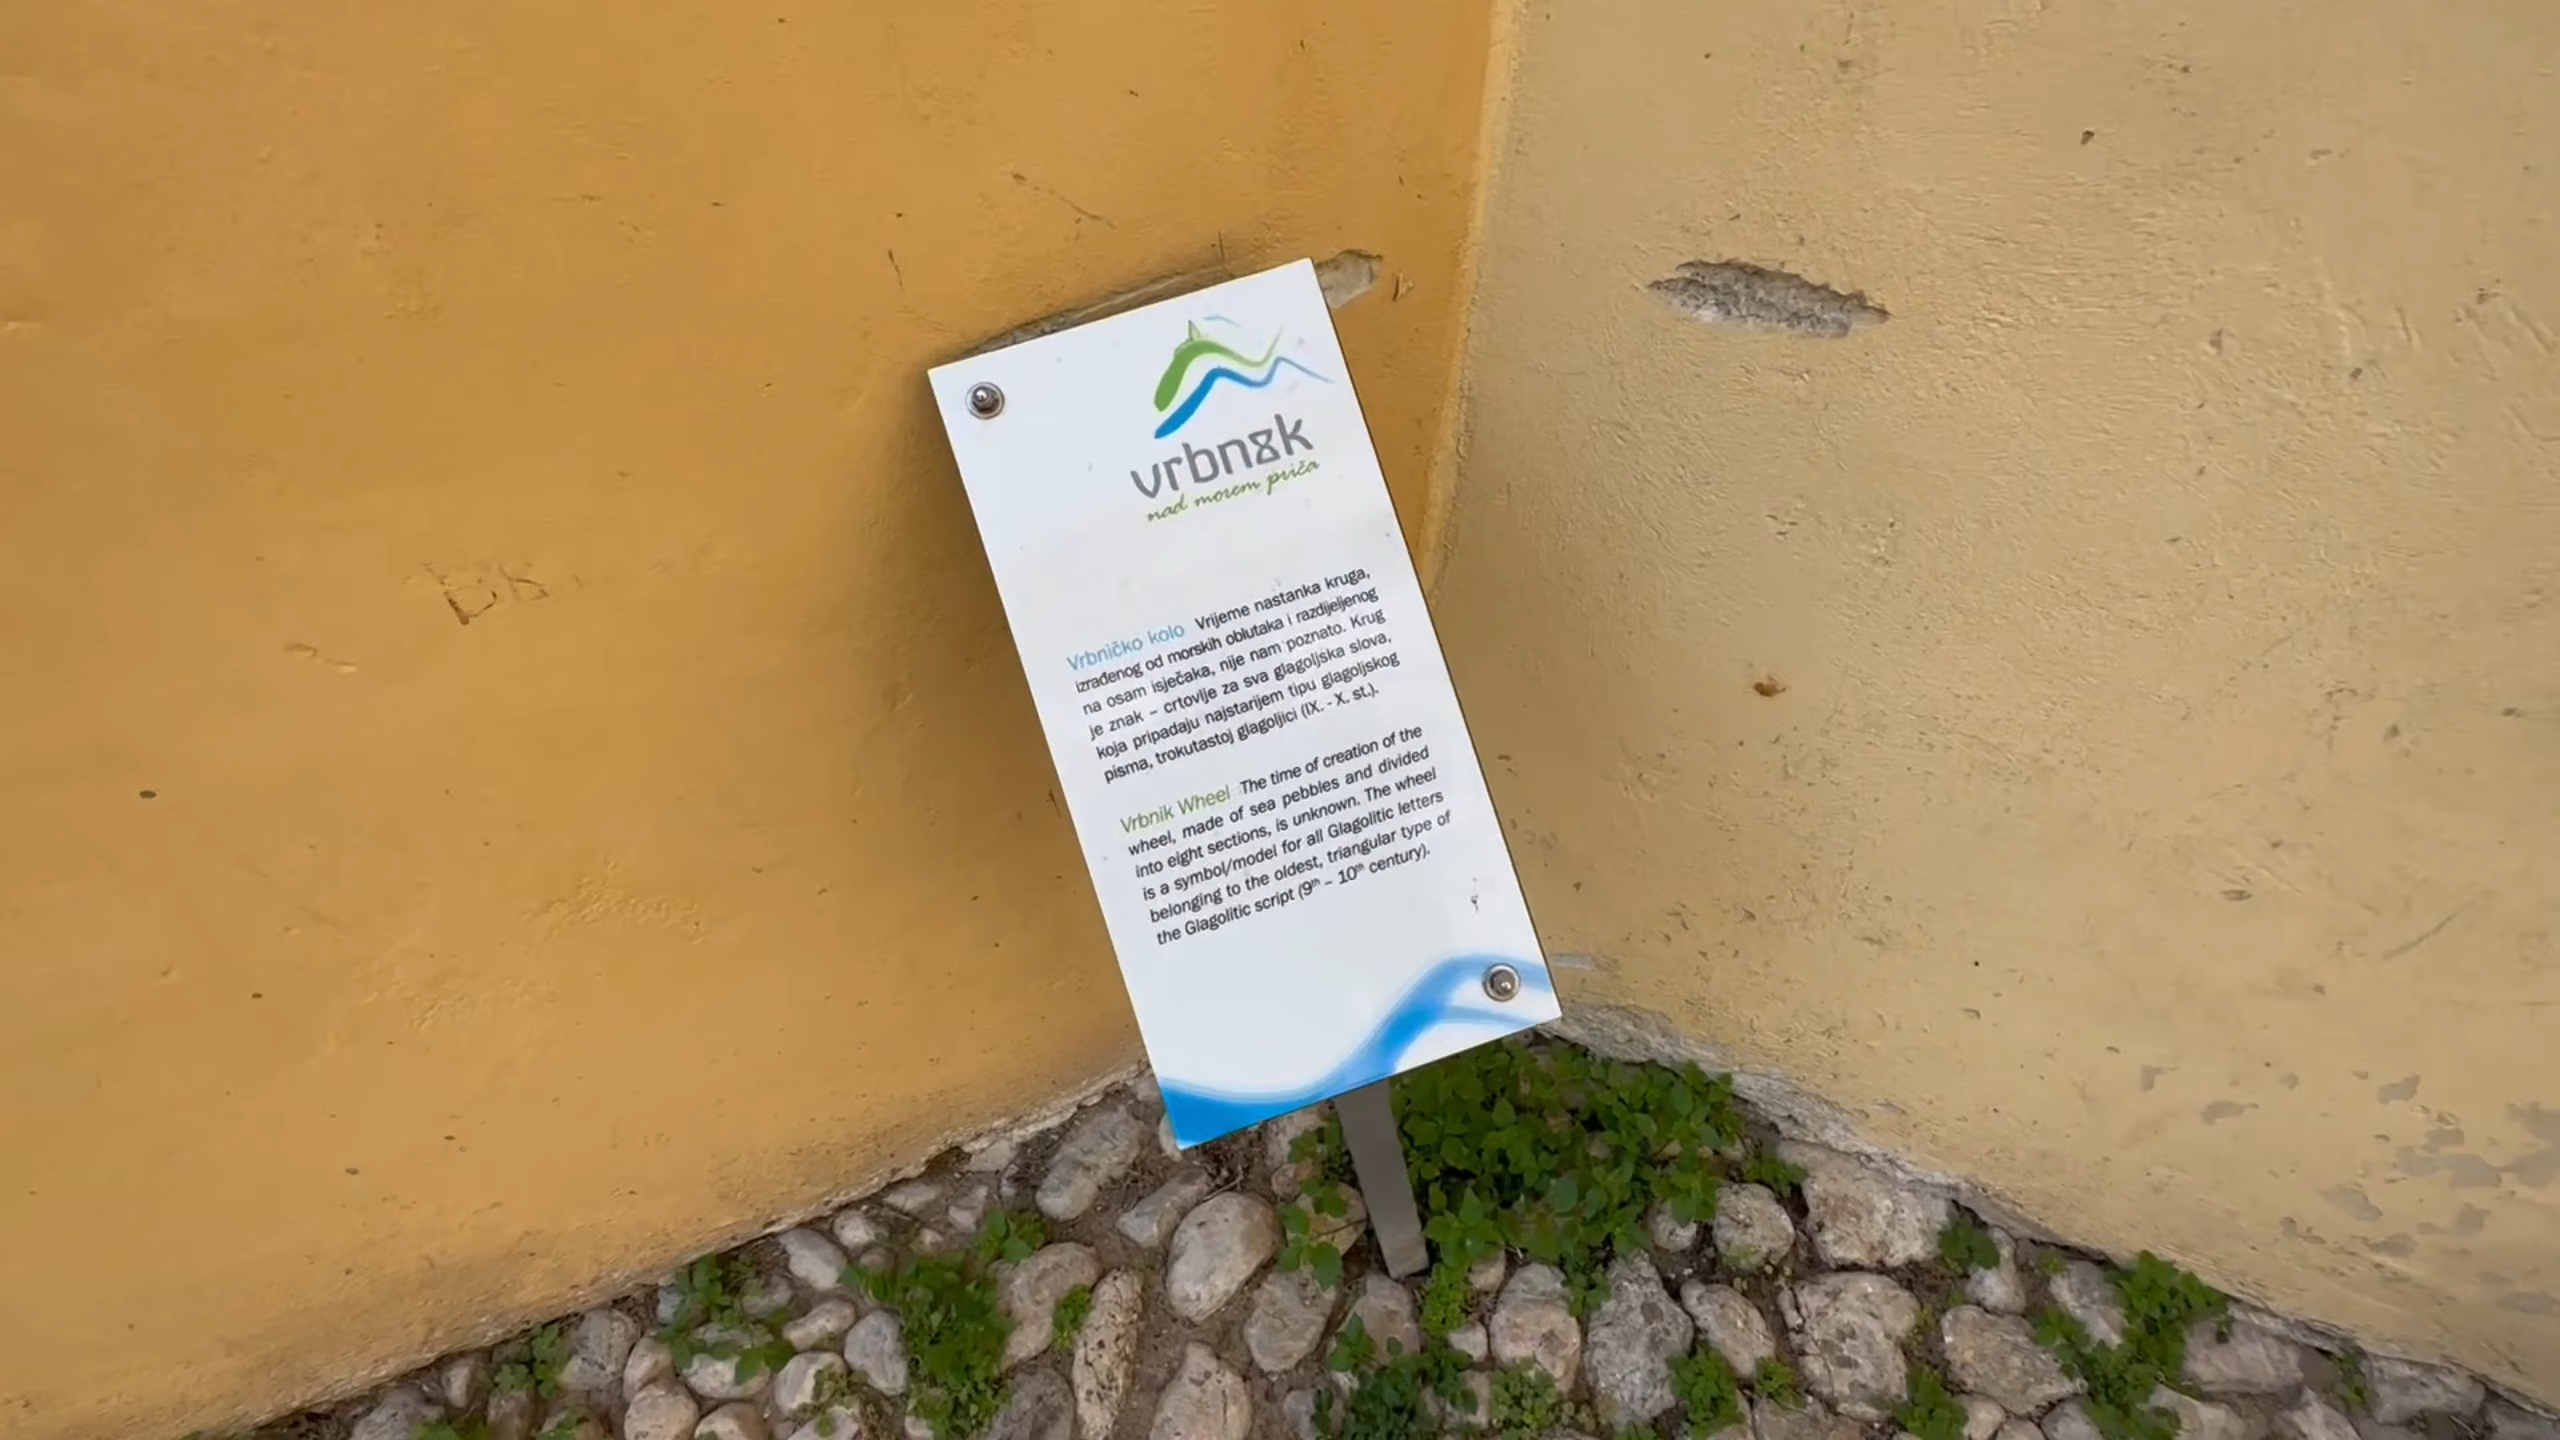 vrbnⰻk
nad morem priča
Vrbničko kolo Vrijeme nastanka kruga,
izrađenog od morskih oblutaka i razdijeljenog
na osam isječaka, nije nam poznato. Krug
je znak – crtovlje za sva glagoljska slova,
koja pripadaju najstarijem tipu glagoljskog
pisma, trokutastoj glagoljici (IX. - X. st.).
Vrbnik Wheel The time of creation of the
wheel, made of sea pebbles and divided
into eight sections, is unknown. The wheel
is a symbol/model for all Glagolitic letters
belonging to the oldest, triangular type of
the Glagolitic script (9th – 10th century).